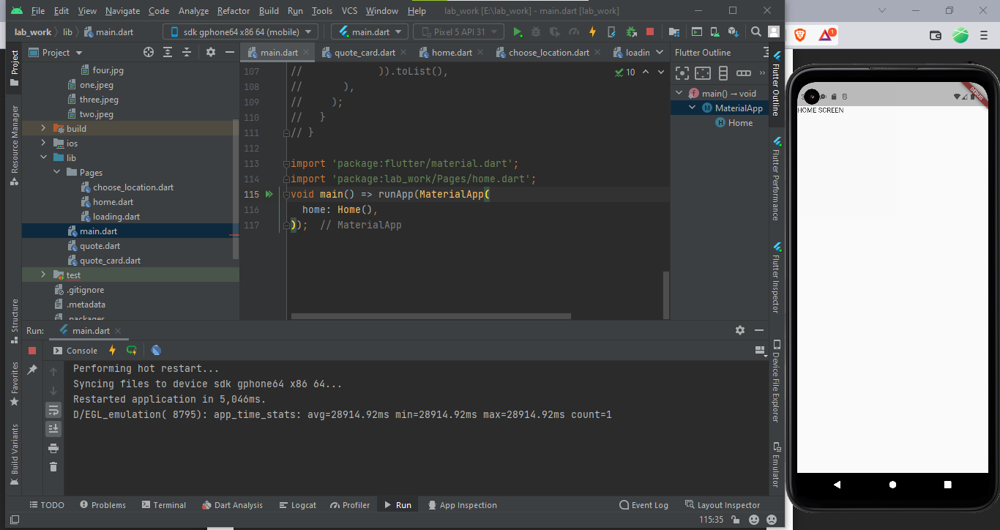 File Edit View Navigate Code Analyze Refactor Build Run Tools VCS Window Help lab_work [E:\lab_work] - main.dart [lab_work]
lab_work lib main.dart sdk gphone64 x86 64 (mobile) main.dart Pixel 5 API 31
1
Project
main.dart quote_card.dart home.dart choose_location.dart loadin
Flutter Outline
Project
Resource Manager
Structure
Favorites
Build Variants
four.jpg
one.jpeg
three.jpeg
two.jpeg
build
ios
lib
Pages
choose_location.dart
home.dart
loading.dart
main.dart
quote.dart
quote_card.dart
test
.gitignore
.metadata
.packages
10
107 // )).toList(),
108 // ),
109 // );
110 // }
111 // }
112
113 import 'package:flutter/material.dart';
114 import 'package:lab_work/Pages/home.dart';
115 void main() => runApp(MaterialApp(
116 home: Home(),
117 )); // MaterialApp
main() → void
MaterialApp
Home
Flutter Outline
Flutter Performance
Flutter Inspector
Device File Explorer
Emulator
DEBUG
HOME SCREEN
Run: main.dart
Console
Performing hot restart...
Syncing files to device sdk gphone64 x86 64...
Restarted application in 5,046ms.
D/EGL_emulation( 8795): app_time_stats: avg=28914.92ms min=28914.92ms max=28914.92ms count=1
TODO Problems Terminal Dart Analysis Logcat Profiler Run App Inspection Event Log Layout Inspector
115:35